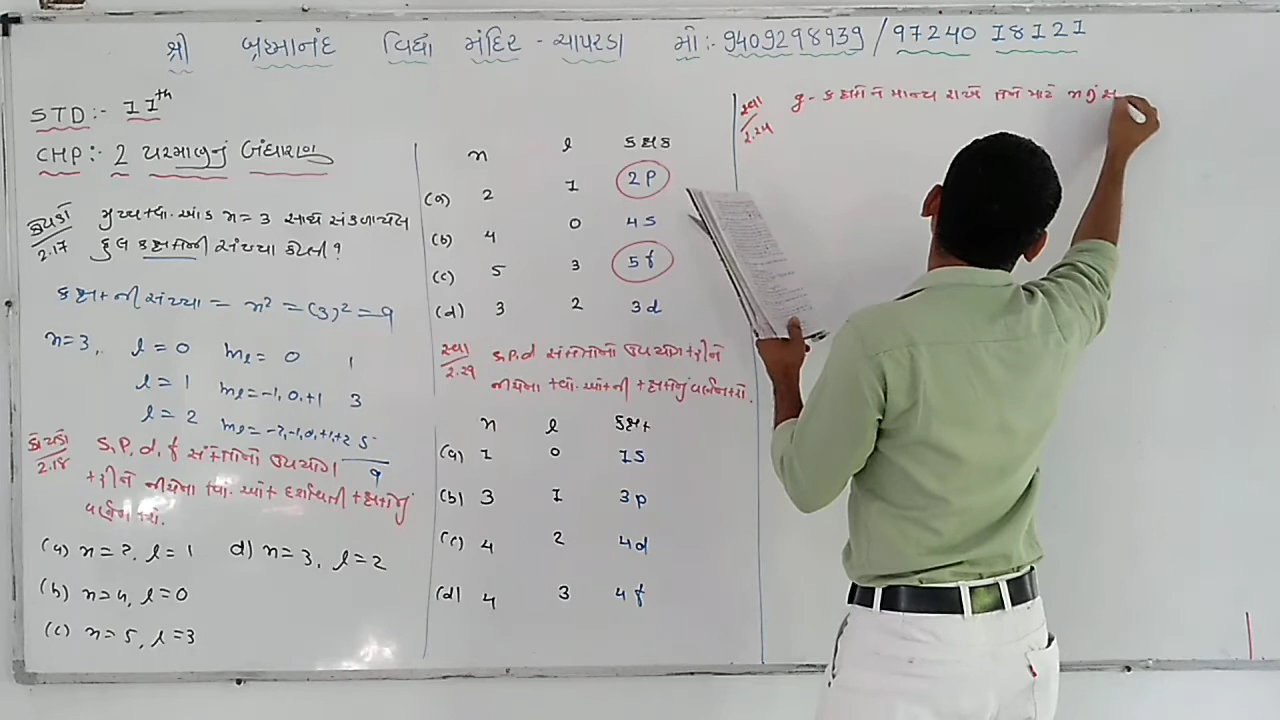 શ્રી બ્રહ્માનંદ વિદ્યા મંદિર - ચાપરડા મો:- 9409298939 / 97240 18121
STD:- 11th
CHP:- 2 પરમાણુનું બંધારણ
કોયડો 2.17 મુખ્ય ક્વો. આંક n = 3 સાથે સંકળાયેલ
કુલ કક્ષકોની સંખ્યા કેટલી ?
કક્ષકની સંખ્યા = n² = (3)² = 9
n=3, l = 0 ml = 0 1
l = 1 ml = -1, 0, +1 3
l = 2 ml = -2,-1,0,+1,+2 5
9
કોયડો 2.18 S, P, d, f સંકેતોનો ઉપયોગ
કરીને નીચેના ક્વો. આંક દર્શાવતી કક્ષકોનું
વર્ણન કરો.
(a) n = 2, l = 1 d) n = 3, l = 2
(b) n = 4, l = 0
(c) n = 5, l = 3
n l કક્ષક
(a) 2 1 2P
(b) 4 0 4S
(c) 5 3 5f
(d) 3 2 3d
સ્વા 2.29 S,P,d સંકેતોનો ઉપયોગ કરીને
નીચેના ક્વો. આંકની કક્ષકોનું વર્ણન કરો.
n l કક્ષક
(a) 1 0 1S
(b) 3 1 3p
(c) 4 2 4d
(d) 4 3 4f
સ્વા
g - કક્ષકોને માન્ય રાખે તેને માટે